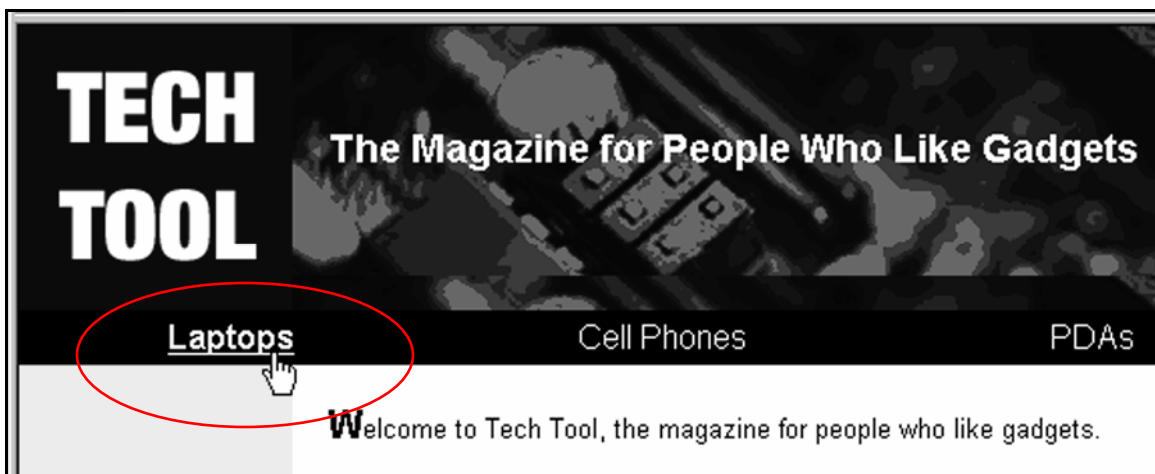 TECH
TOOL
The Magazine for People Who Like Gadgets
Laptops Cell Phones PDAs
Welcome to Tech Tool, the magazine for people who like gadgets.